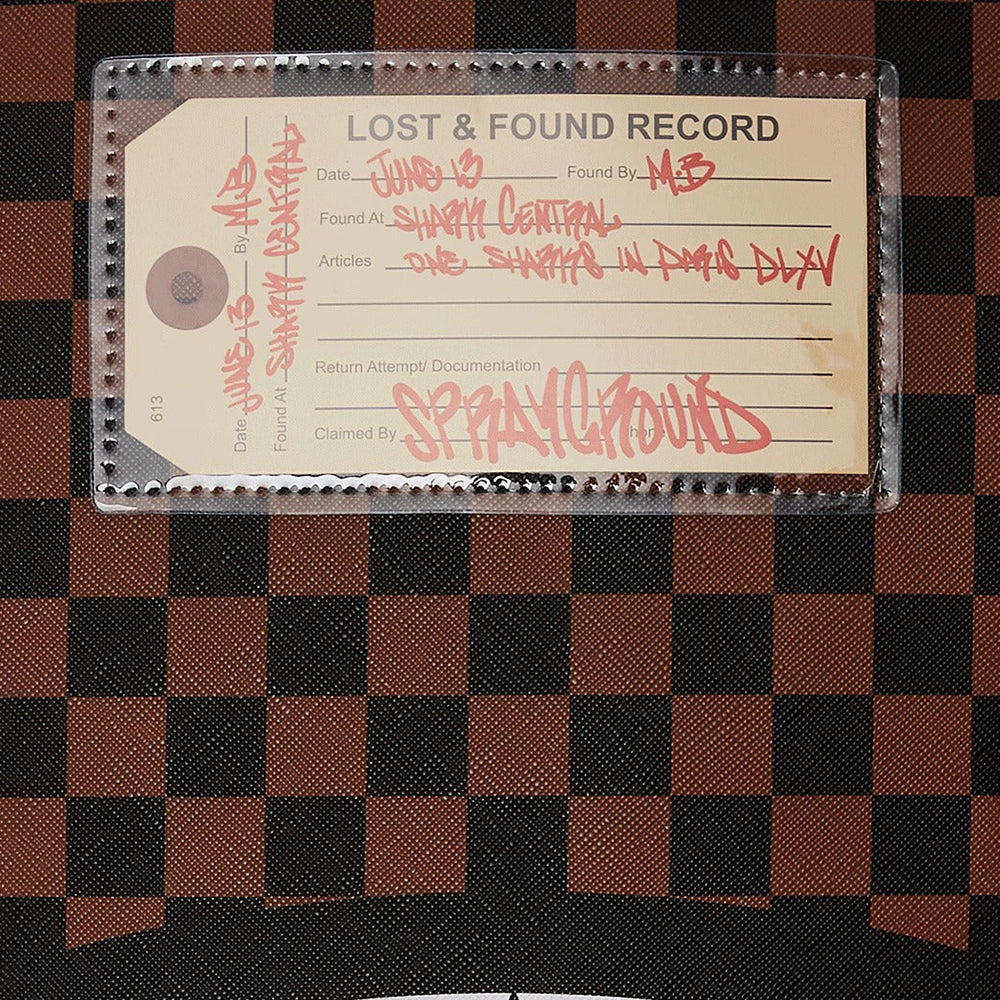 LOST & FOUND RECORD
Date JUNE 13 Found By M.B
Found At SHARK CENTRAL
Articles ONE SHARKS IN PARIS DLXV
Return Attempt/ Documentation
Claimed By SPRAYGROUND Phone
Date JUNE 13 By M.B
Found At SHARK CENTRAL
613